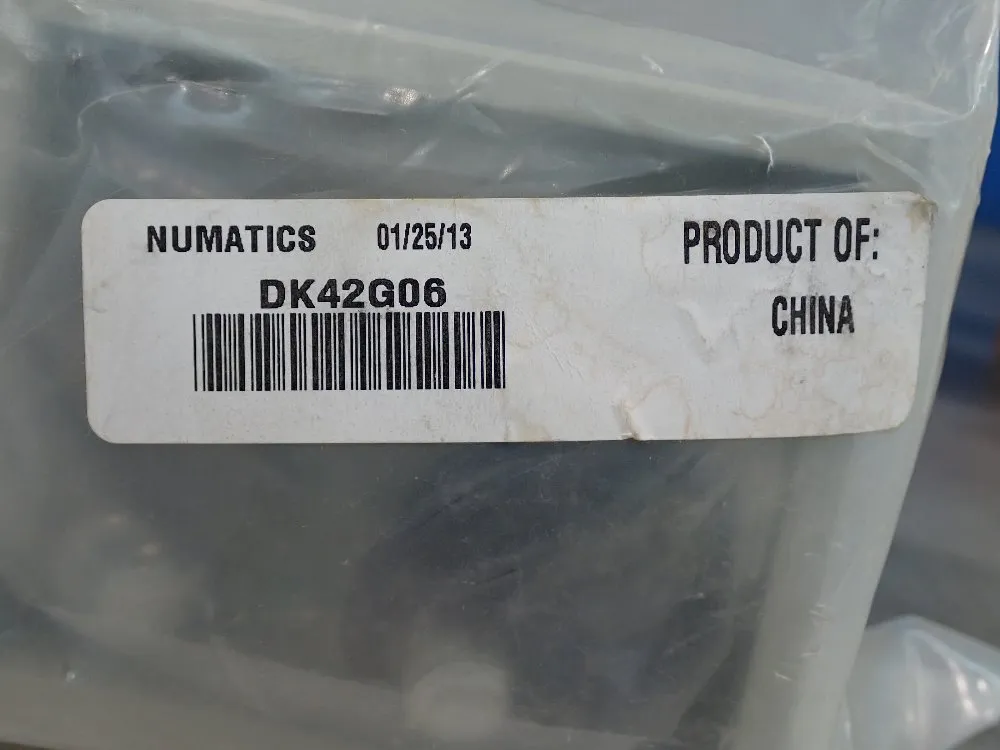 NUMATICS 01/25/13
DK42G06
PRODUCT OF:
CHINA